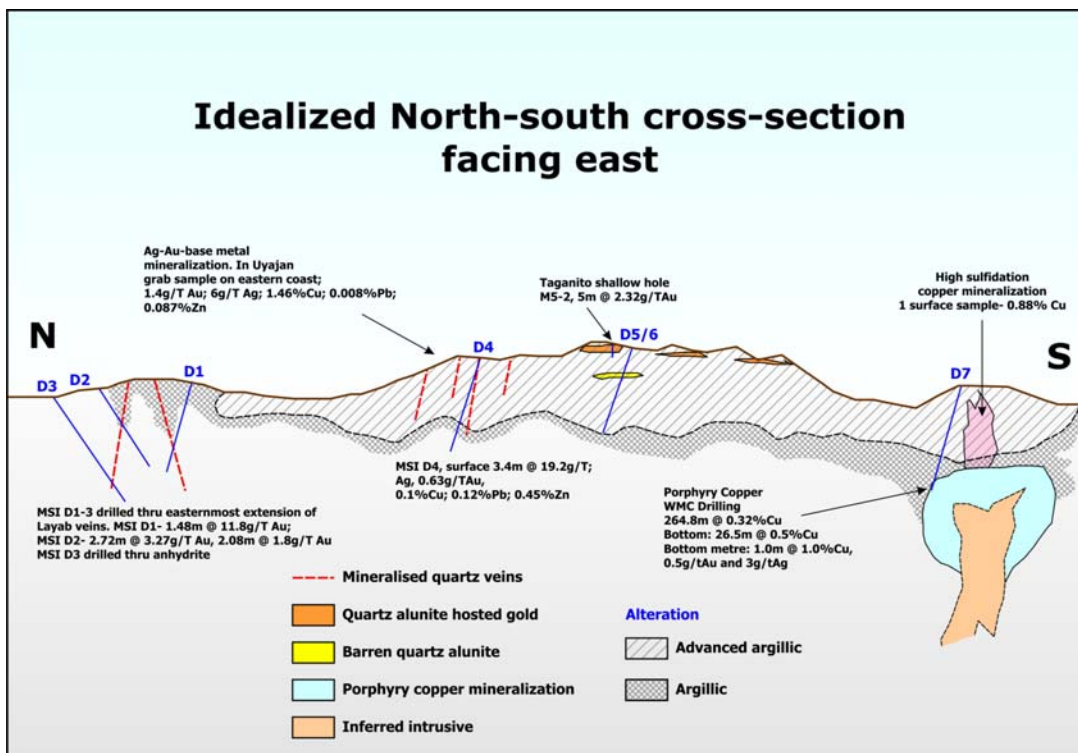 Idealized North-south cross-section
facing east
Ag-Au-base metal
mineralization. In Uyajan
grab sample on eastern coast;
1.4g/T Au; 6g/T Ag; 1.46%Cu; 0.008%Pb;
0.087%Zn
Taganito shallow hole
M5-2, 5m @ 2.32g/TAu
High sulfidation
copper mineralization
1 surface sample- 0.88% Cu
N
S
D3
D2
D1
D4
D5/6
D7
MSI D1-3 drilled thru easternmost extension of
Layab veins. MSI D1- 1.48m @ 11.8g/T Au;
MSI D2- 2.72m @ 3.27g/T Au, 2.08m @ 1.8g/T Au
MSI D3 drilled thru anhydrite
MSI D4, surface 3.4m @ 19.2g/T;
Ag, 0.63g/TAu,
0.1%Cu; 0.12%Pb; 0.45%Zn
Porphyry Copper
WMC Drilling
264.8m @ 0.32%Cu
Bottom: 26.5m @ 0.5%Cu
Bottom metre: 1.0m @ 1.0%Cu,
0.5g/tAu and 3g/tAg
Mineralised quartz veins
Quartz alunite hosted gold
Barren quartz alunite
Porphyry copper mineralization
Inferred intrusive
Alteration
Advanced argillic
Argillic